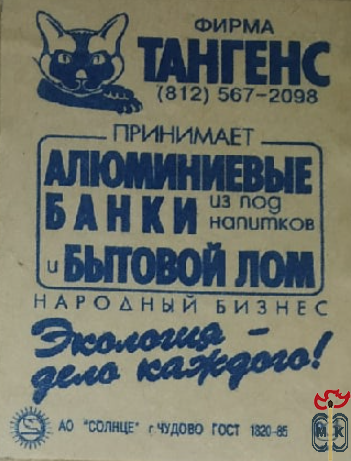 ФИРМА
ТАНГЕНС
(812) 567-2098
ПРИНИМАЕТ
АЛЮМИНИЕВЫЕ
БАНКИ из под
напитков
и БЫТОВОЙ ЛОМ
НАРОДНЫЙ БИЗНЕС
Экология –
дело каждого!
АО "СОЛНЦЕ" г.ЧУДОВО ГОСТ 1820-85
М К